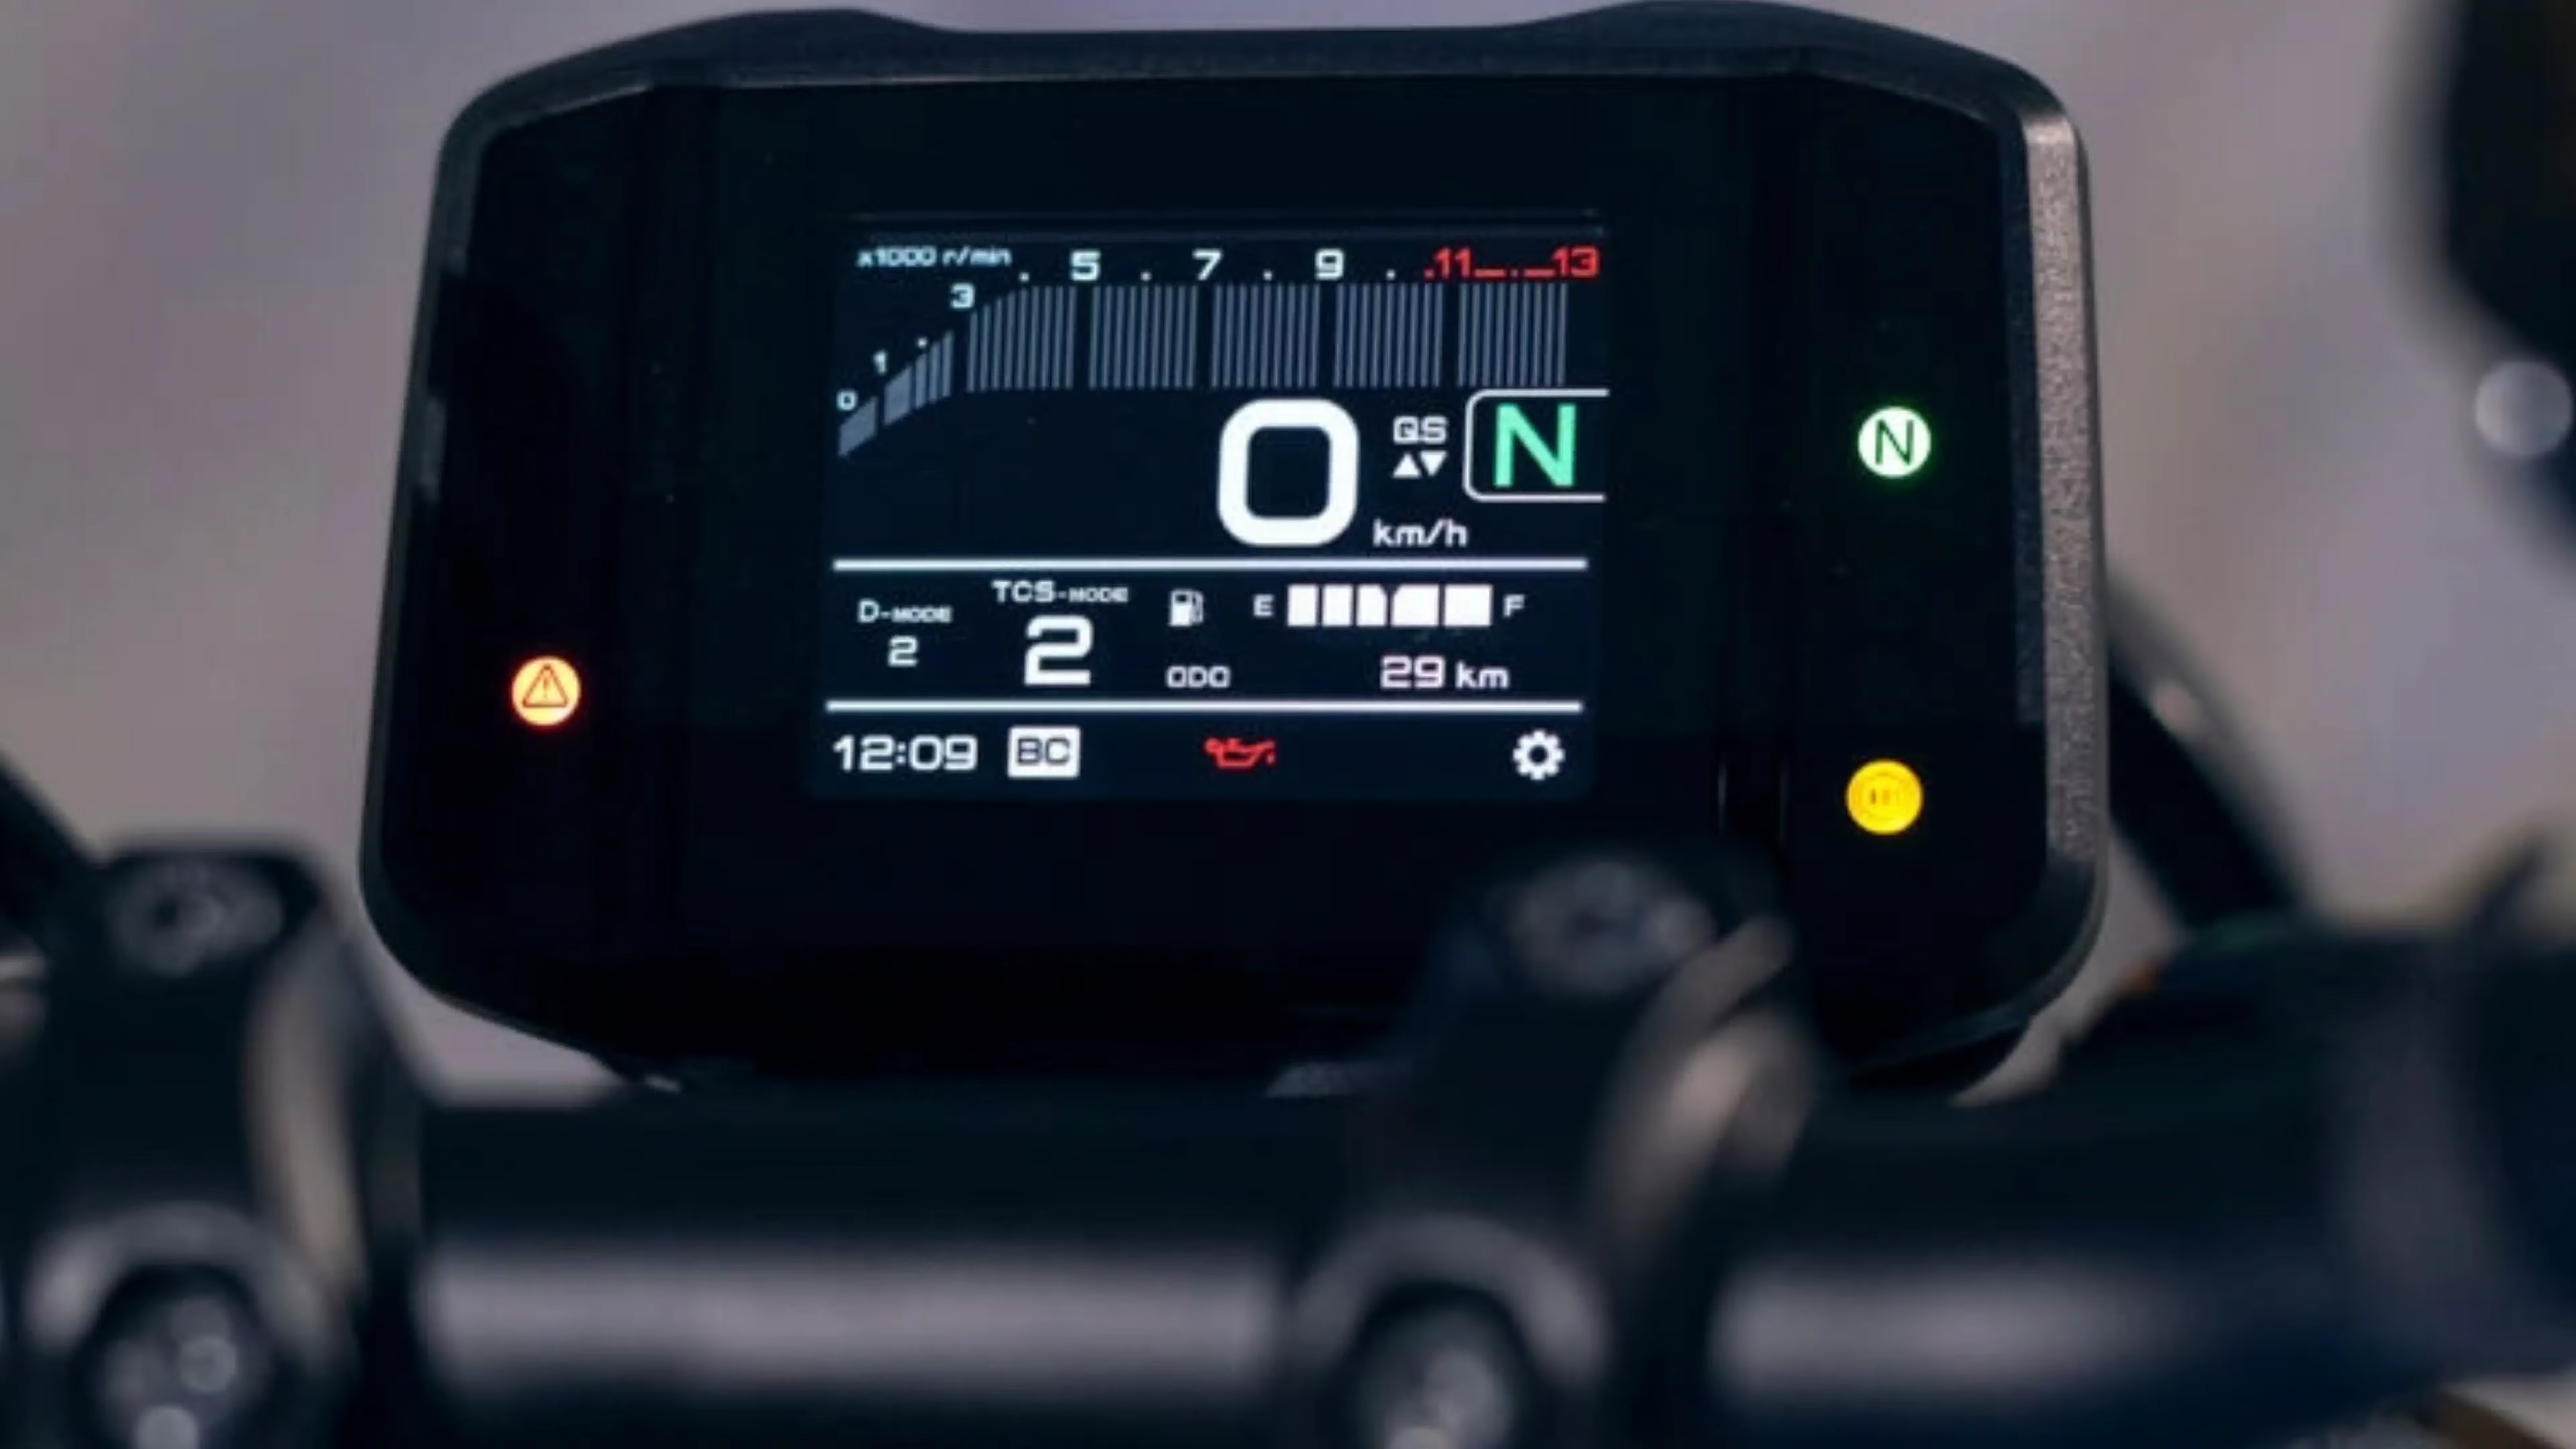 x1000 r/min
0 1 3 5 7 9 11 13
0 km/h
QS
N
N
D-MODE
2
TCS-MODE
2
E F
ODO 29 km
12:09 BC